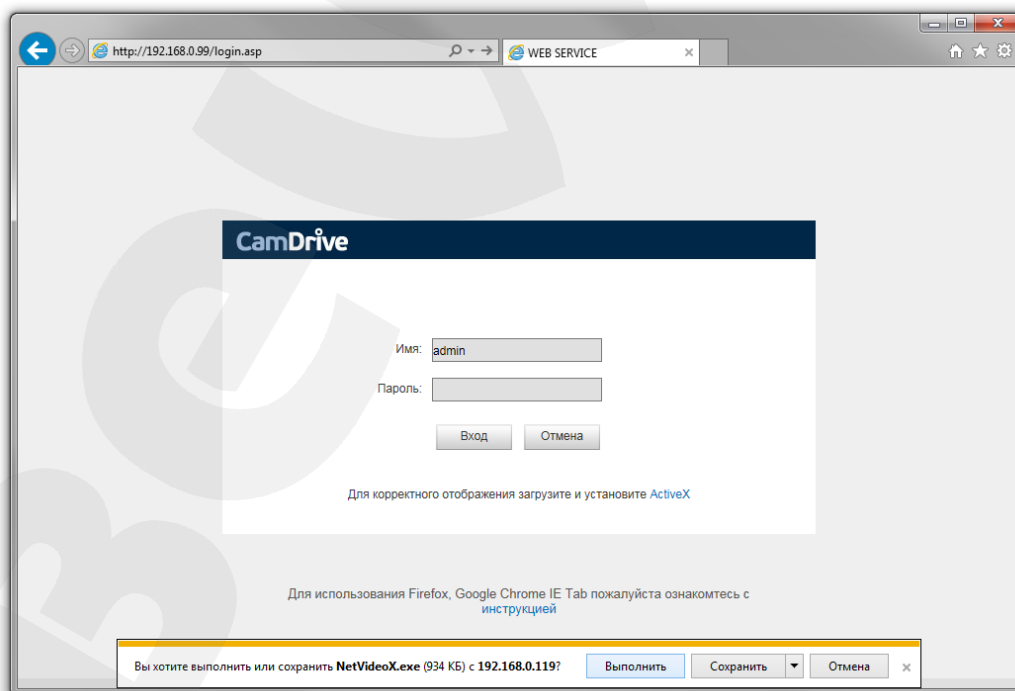 http://192.168.0.99/login.asp
WEB SERVICE
CamDrive
Имя:
admin
Пароль:
Вход
Отмена
Для корректного отображения загрузите и установите ActiveX
Для использования Firefox, Google Chrome IE Tab пожалуйста ознакомтесь с
инструкцией
Вы хотите выполнить или сохранить NetVideoX.exe (934 КБ) с 192.168.0.119?
Выполнить
Сохранить
Отмена